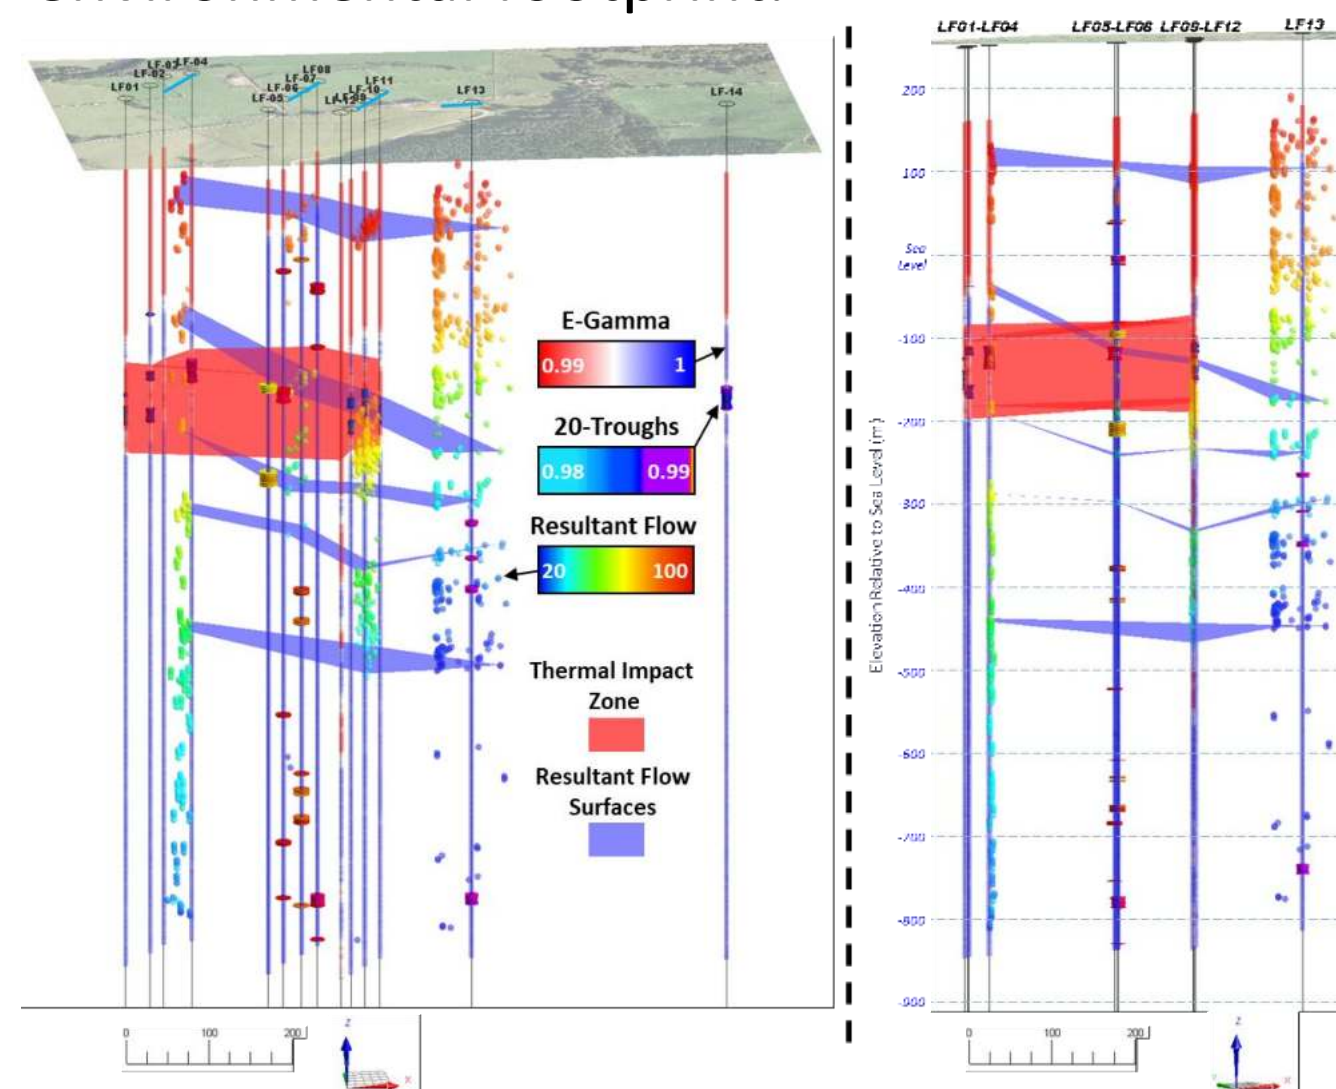 LF01
LF-02
LF-04
LF-05
LF-06
LF-07
LF08
LF-10
LF11
LF13
LF-14
E-Gamma
0.99 1
20-Troughs
0.98 0.99
Resultant Flow
20 100
Thermal Impact
Zone
Resultant Flow
Surfaces
0 100 200
Z
X
LF01-LF04 LF05-LF08 LF09-LF12 LF13
200
100
Sea
Level
-100
-200
-300
-400
-500
-600
-700
-800
-900
Elevation Relative to Sea Level (m)
0 100 200
Z
X